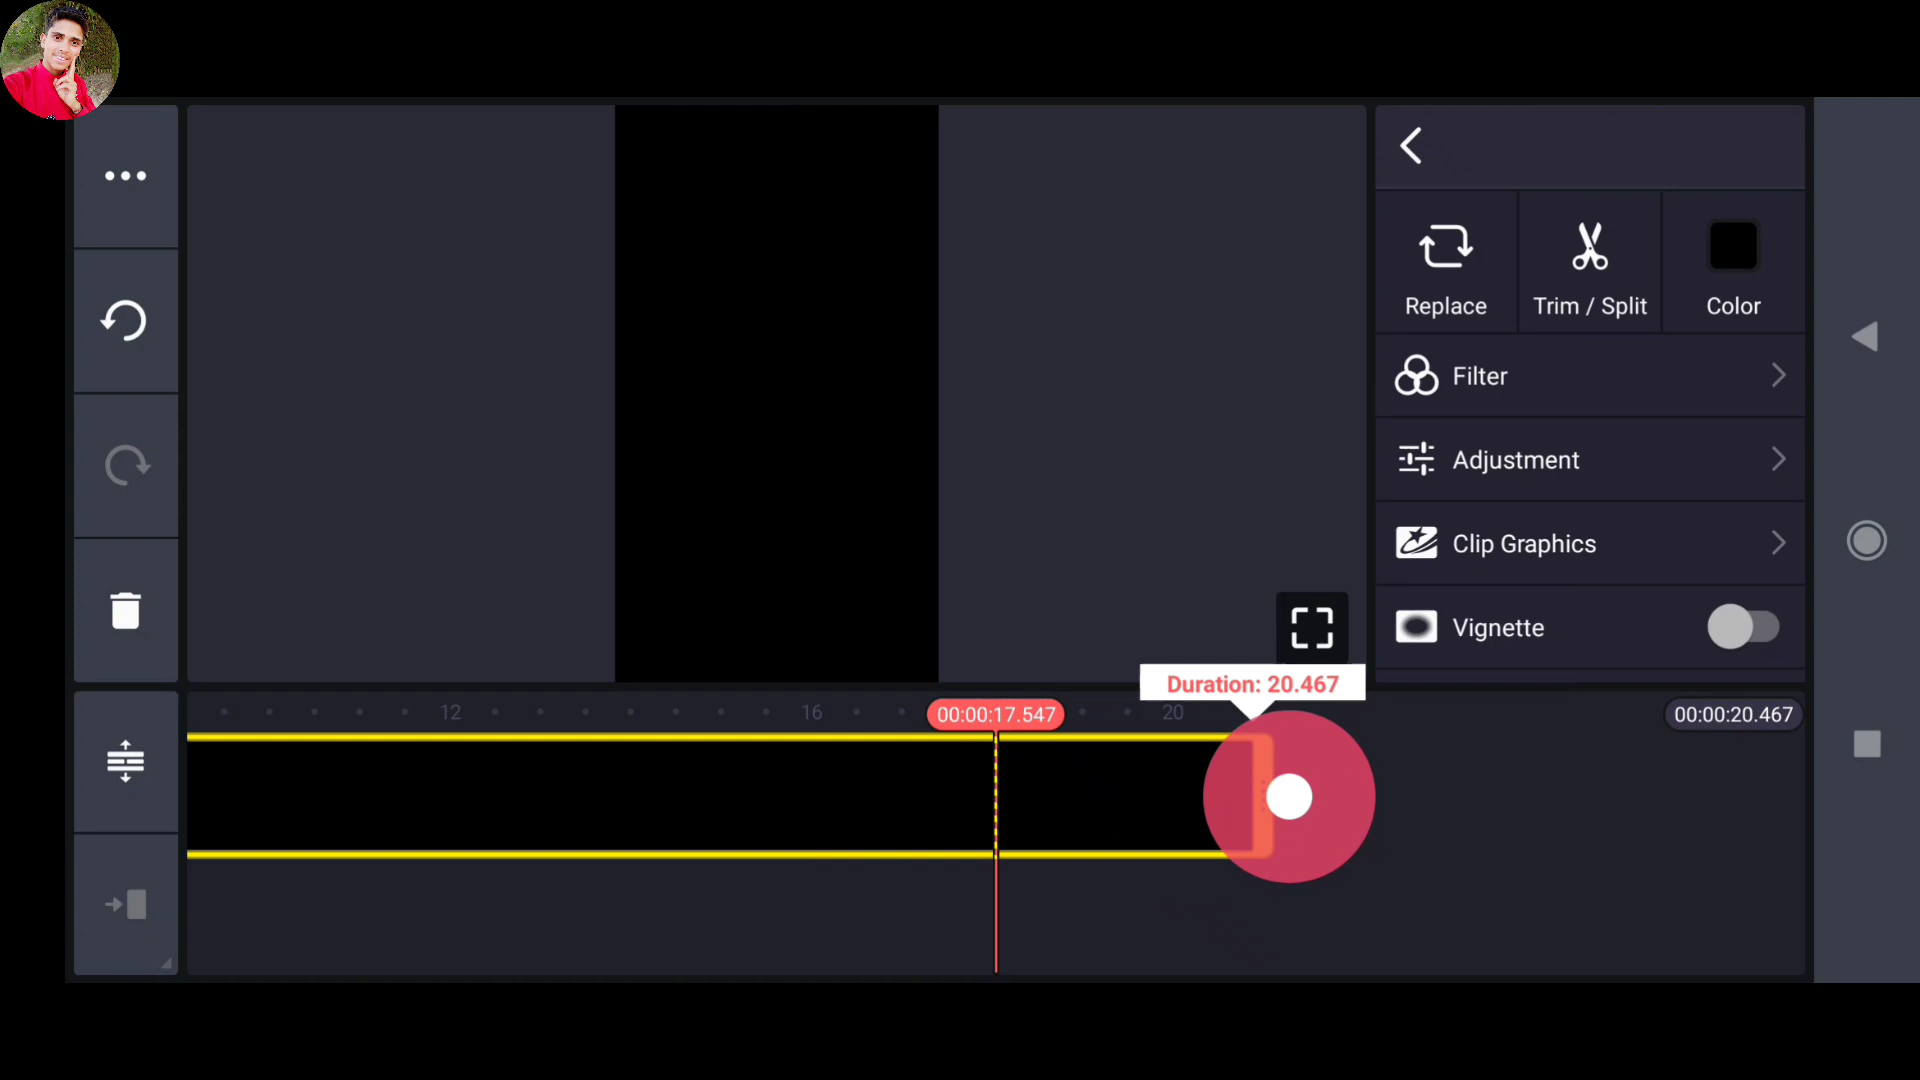 Replace
Trim / Split
Color
Filter
Adjustment
Clip Graphics
Vignette
Duration: 20.467
12
16
00:00:17.547
20
00:00:20.467